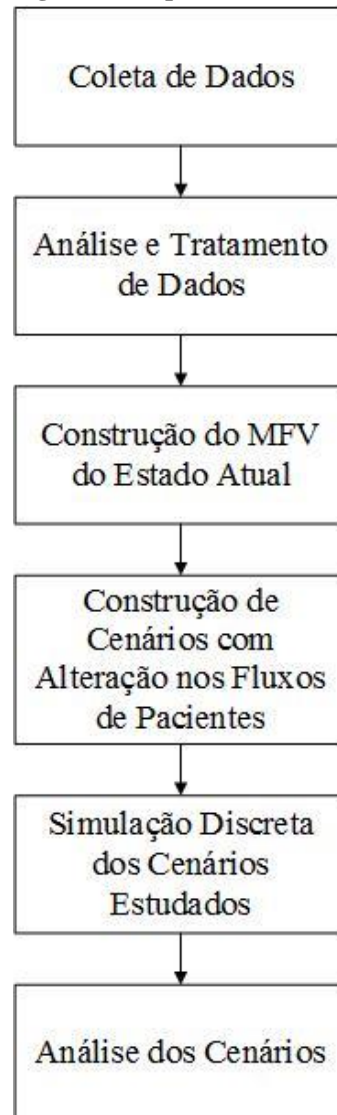 Coleta de Dados
Análise e Tratamento
de Dados
Construção do MFV
do Estado Atual
Construção de
Cenários com
Alteração nos Fluxos
de Pacientes
Simulação Discreta
dos Cenários
Estudados
Análise dos Cenários